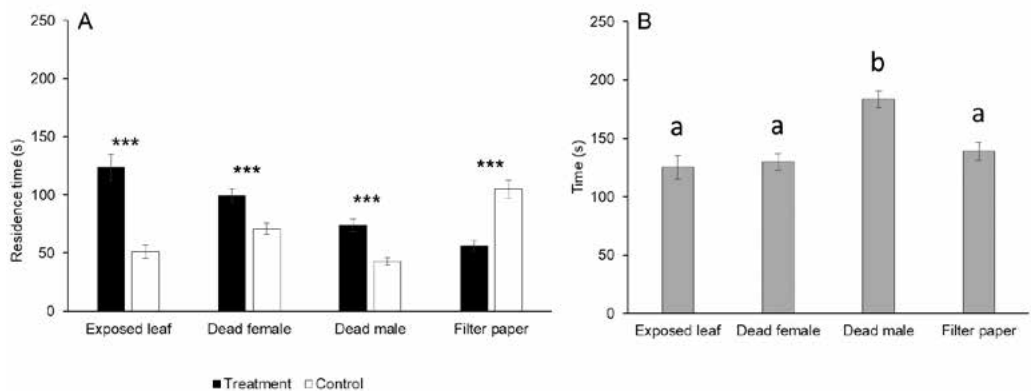 A
Residence time (s)
250
200
150
100
50
0
***
***
***
***
Exposed leaf Dead female Dead male Filter paper
Treatment Control
B
Time (s)
250
200
150
100
50
0
a a b a
Exposed leaf Dead female Dead male Filter paper